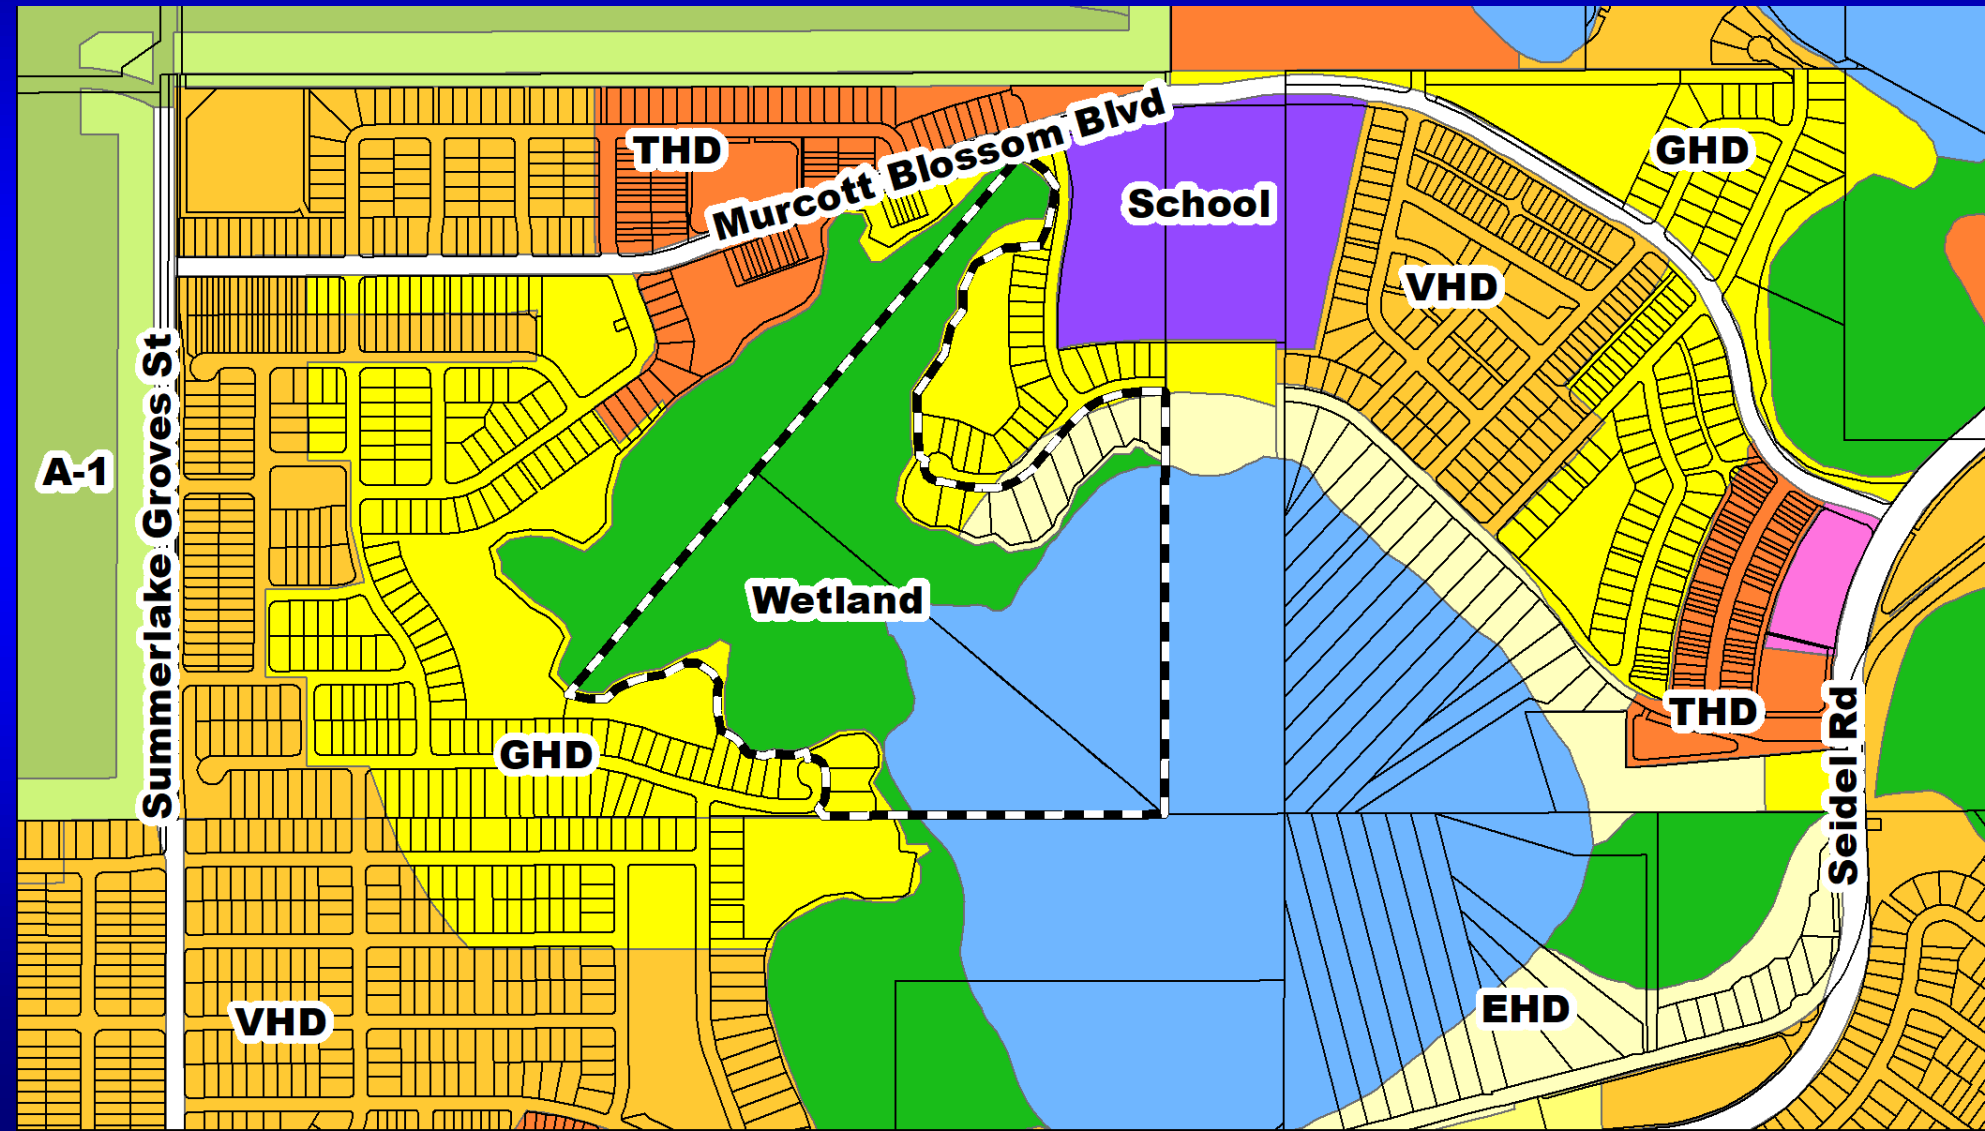 THD
Murcott Blossom Blvd
GHD
School
VHD
Summerlake Groves St
A-1
Wetland
THD
GHD
Seidel Rd
VHD
EHD